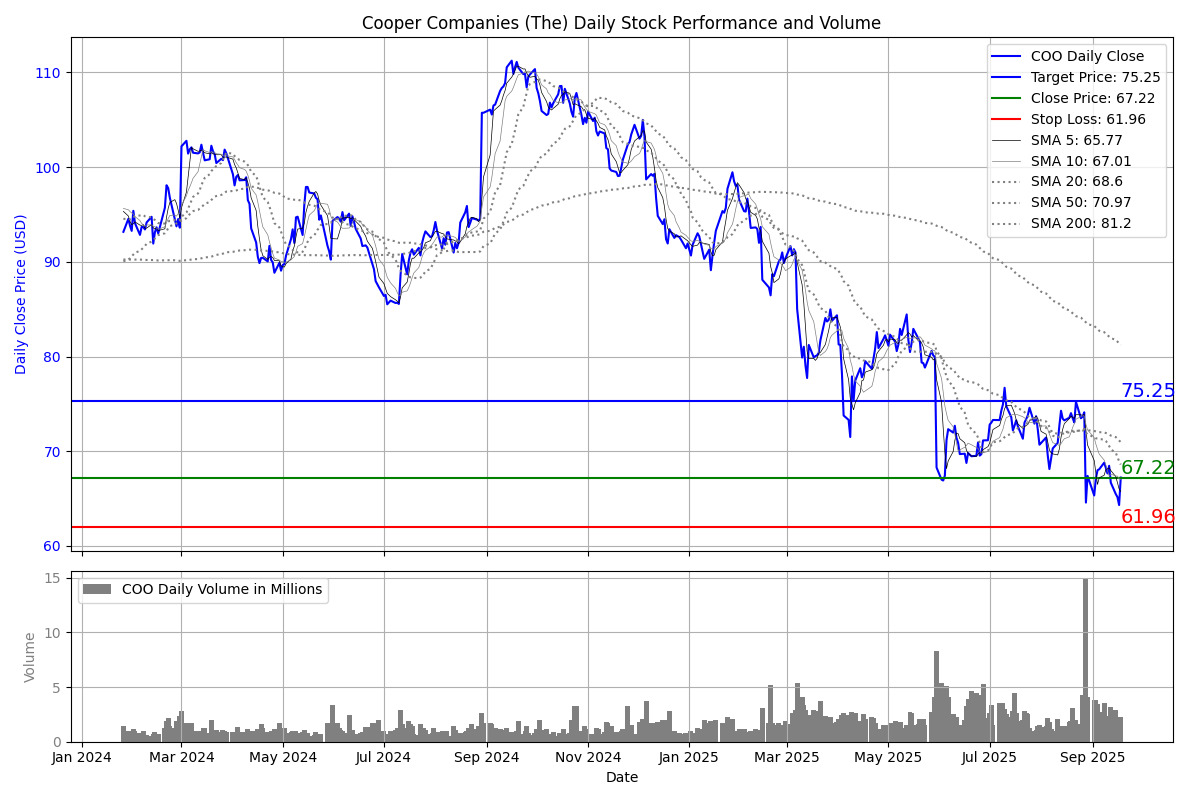 Cooper Companies (The) Daily Stock Performance and Volume
Daily Close Price (USD)
110
100
90
80
70
60
COO Daily Close
Target Price: 75.25
Close Price: 67.22
Stop Loss: 61.96
SMA 5: 65.77
SMA 10: 67.01
SMA 20: 68.6
SMA 50: 70.97
SMA 200: 81.2
75.25
67.22
61.96
Volume
15
10
5
0
COO Daily Volume in Millions
Jan 2024
Mar 2024
May 2024
Jul 2024
Sep 2024
Nov 2024
Jan 2025
Mar 2025
May 2025
Jul 2025
Sep 2025
Date